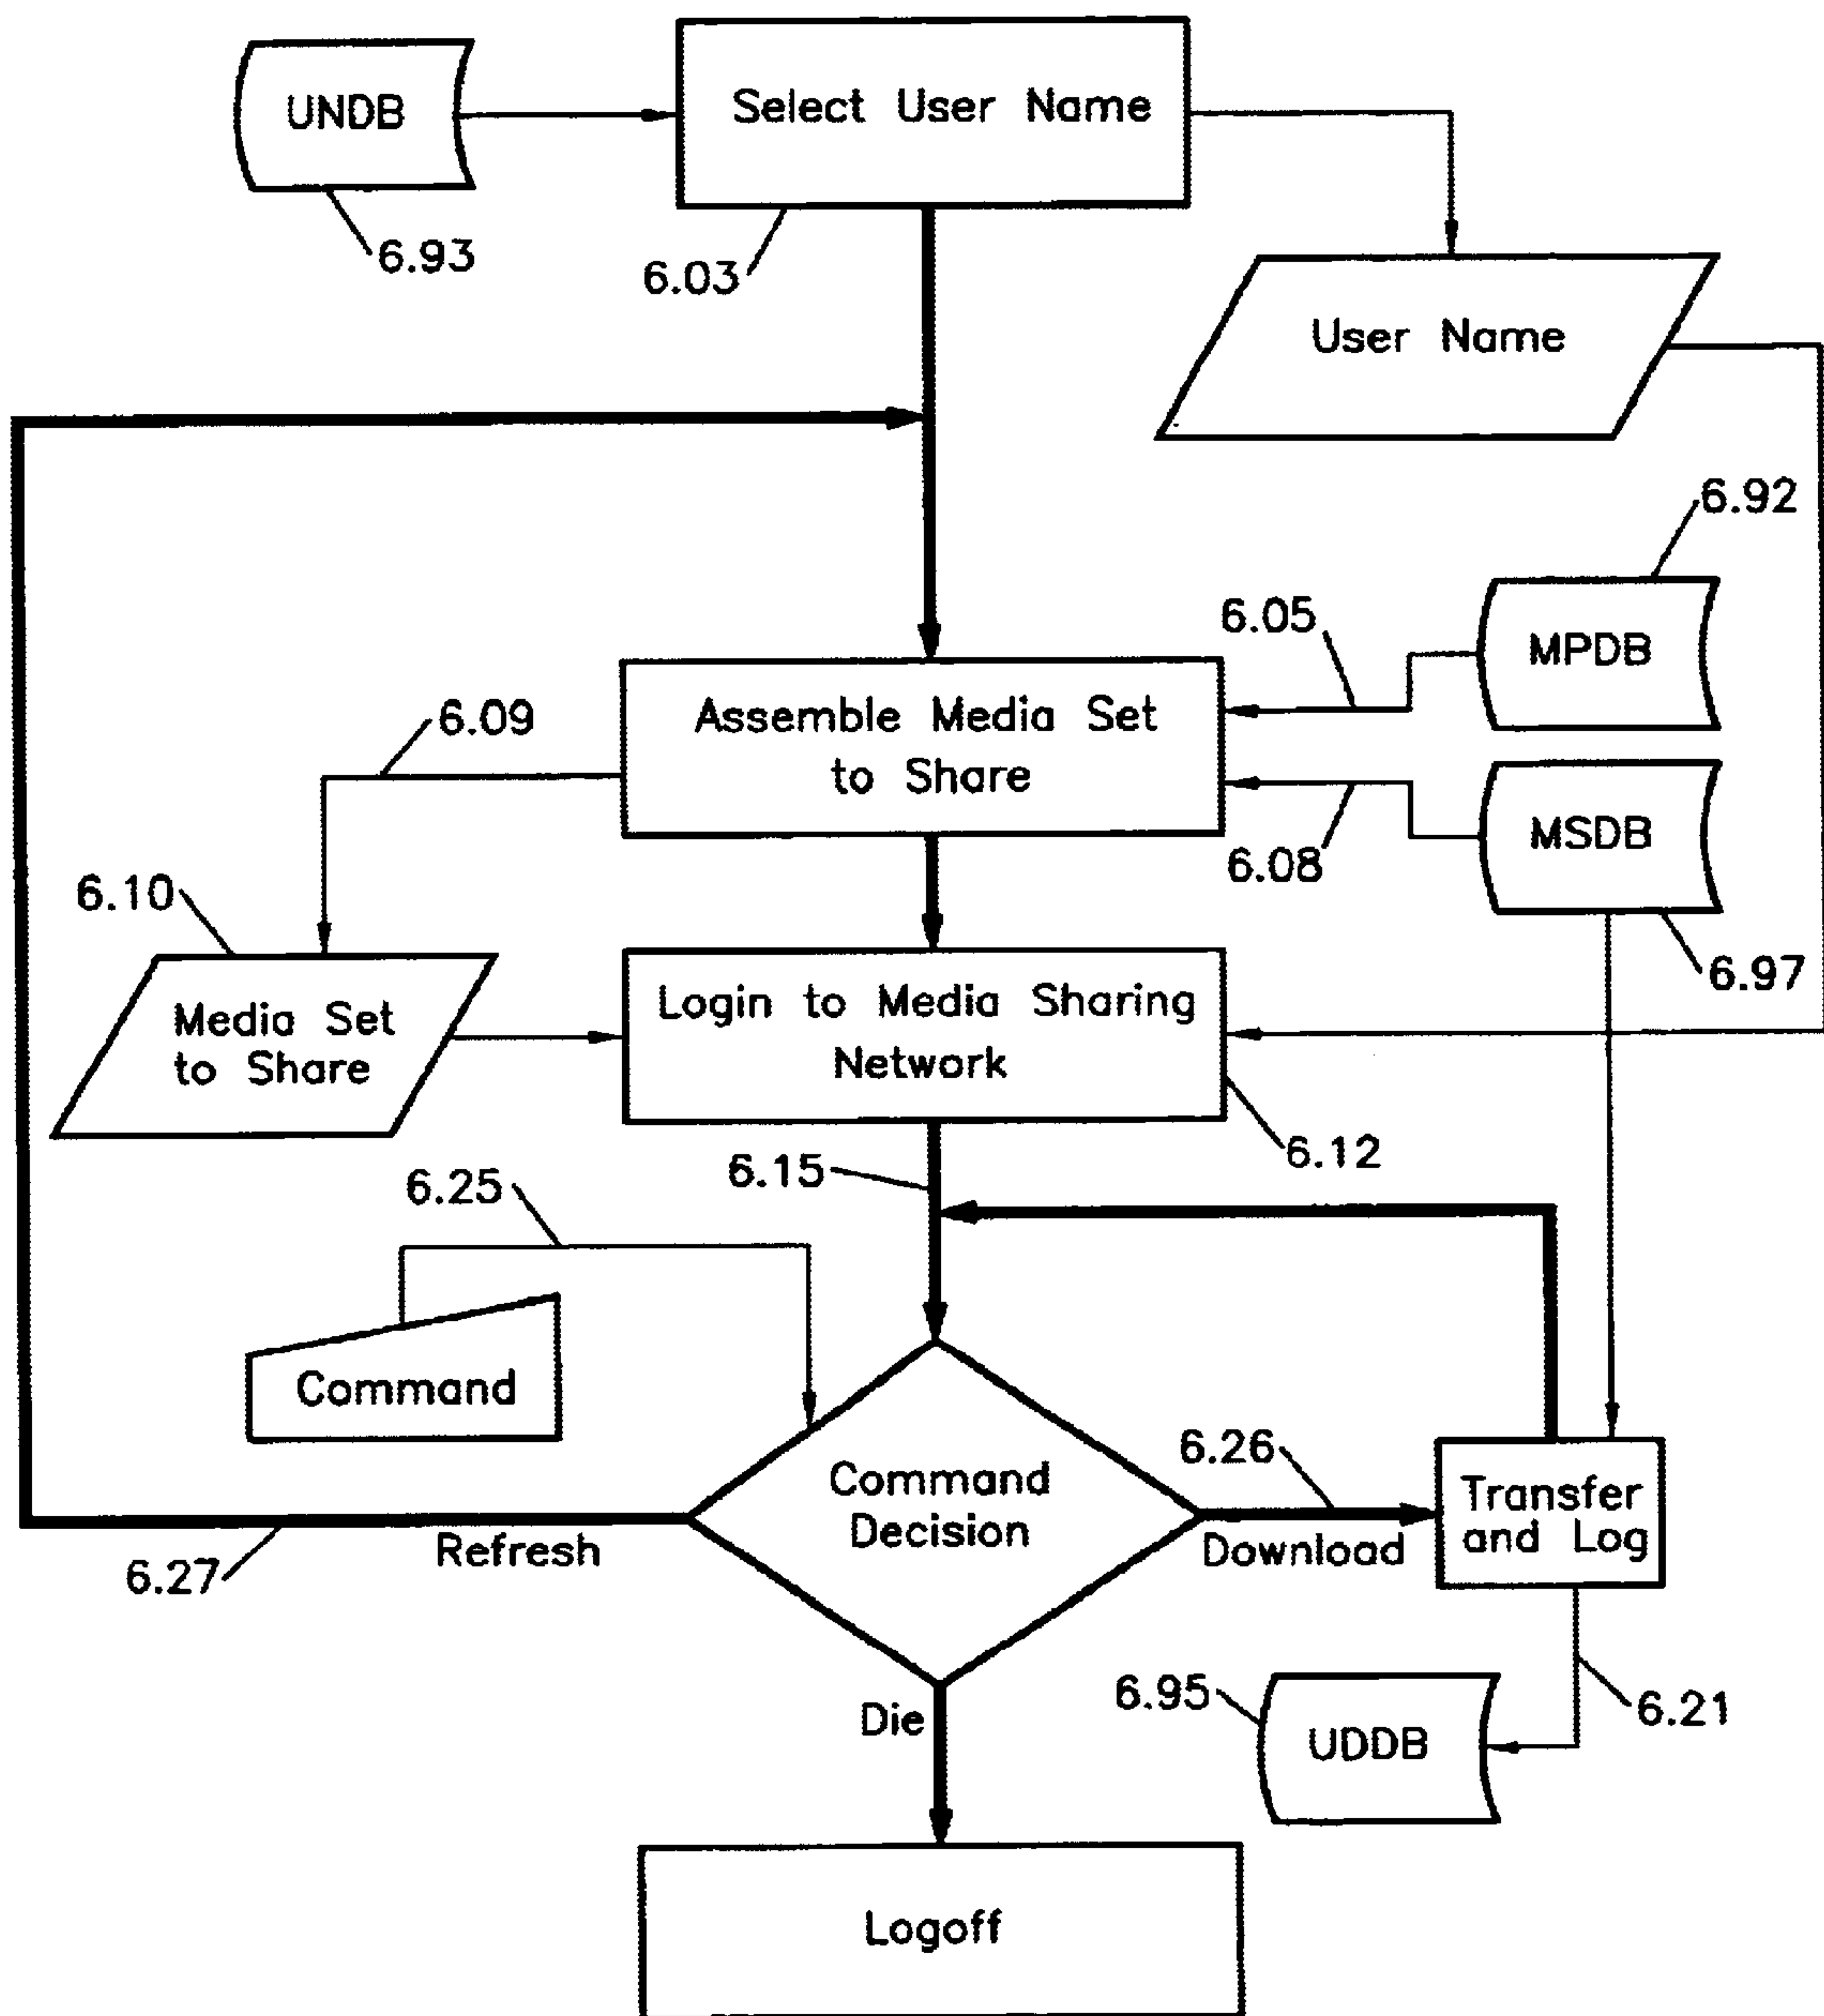 UNDB
Select User Name
6.93
6.03
User Name
6.92
6.05
MPDB
Assemble Media Set
to Share
6.09
MSDB
6.08
6.10
6.97
Media Set
to Share
Login to Media Sharing
Network
6.12
6.15
6.25
Command
Command
Decision
6.26
Transfer
and Log
Download
Refresh
6.27
6.95
6.21
Die
UDDB
Logoff